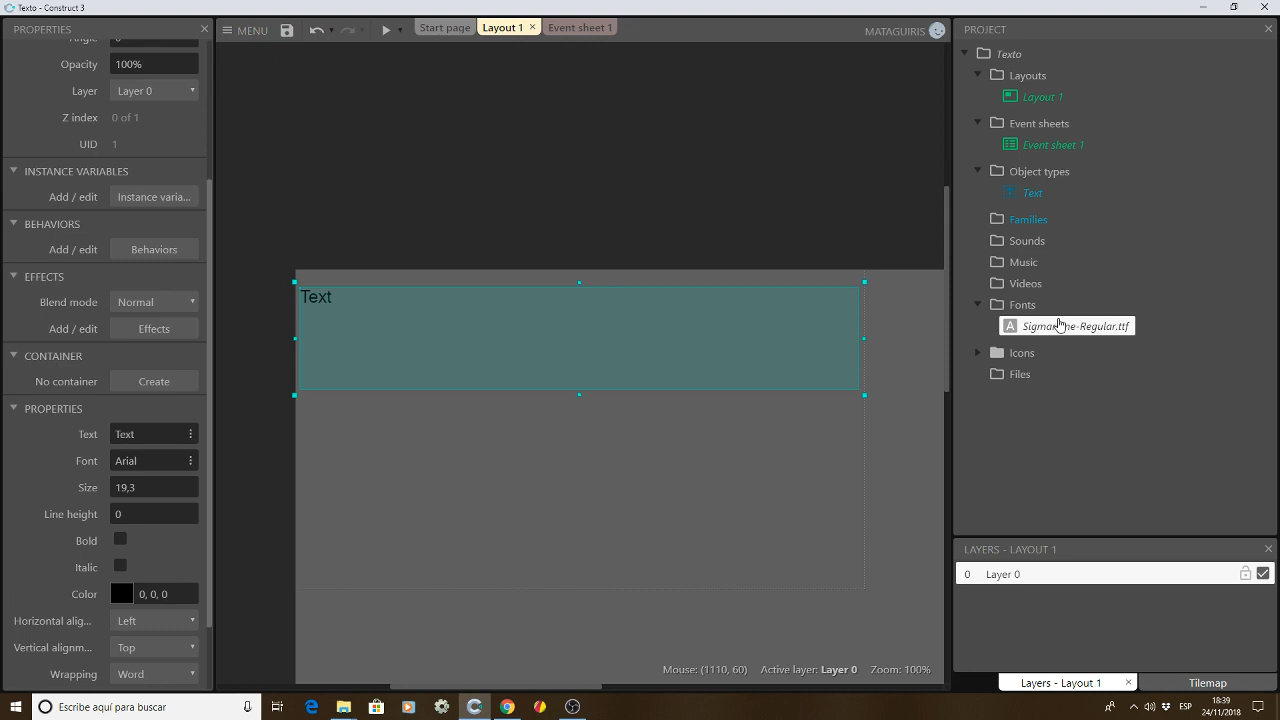 Texto - Construct 3
PROPERTIES
Opacity 100%
Layer Layer 0
Z index 0 of 1
UID 1
INSTANCE VARIABLES
Add / edit Instance varia...
BEHAVIORS
Add / edit Behaviors
EFFECTS
Blend mode Normal
Add / edit Effects
CONTAINER
No container Create
PROPERTIES
Text Text
Font Arial
Size 19,3
Line height 0
Bold
Italic
Color 0, 0, 0
Horizontal alig... Left
Vertical alignm... Top
Wrapping Word
MENU
Start page
Layout 1
Event sheet 1
MATAGUIRIS
Text
Mouse: (1110, 60) Active layer: Layer 0 Zoom: 100%
PROJECT
Texto
Layouts
Layout 1
Event sheets
Event sheet 1
Object types
Text
Families
Sounds
Music
Videos
Fonts
Icons
Files
LAYERS - LAYOUT 1
0 Layer 0
Layers - Layout 1
Tilemap
Escribe aquí para buscar
ESP
18:39
24/11/2018